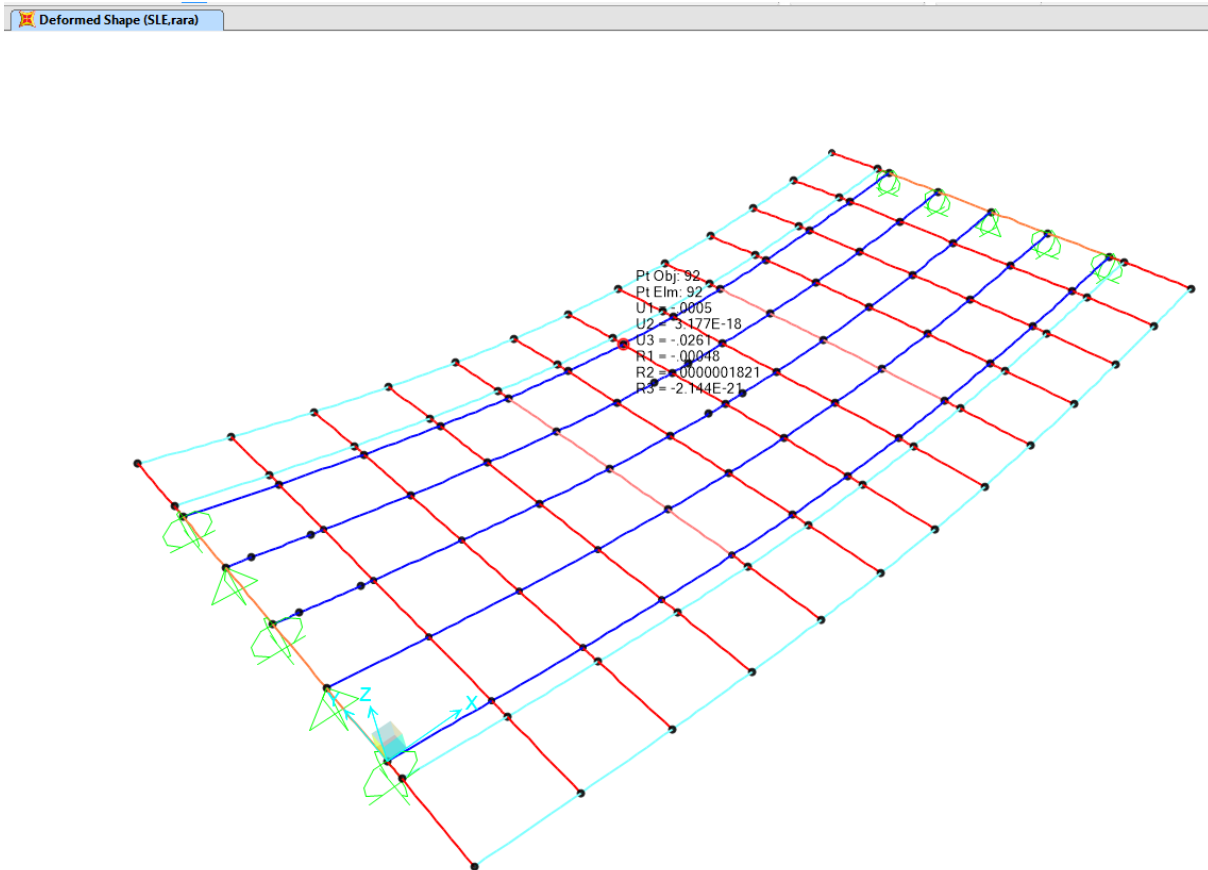 Deformed Shape (SLE,rara)
Pt Obj: 92
Pt Elm: 92
U1 = -.0005
U2 = 3.177E-18
U3 = -.0261
R1 = -.00048
R2 = .0000001821
R3 = -2.144E-21
Z
X